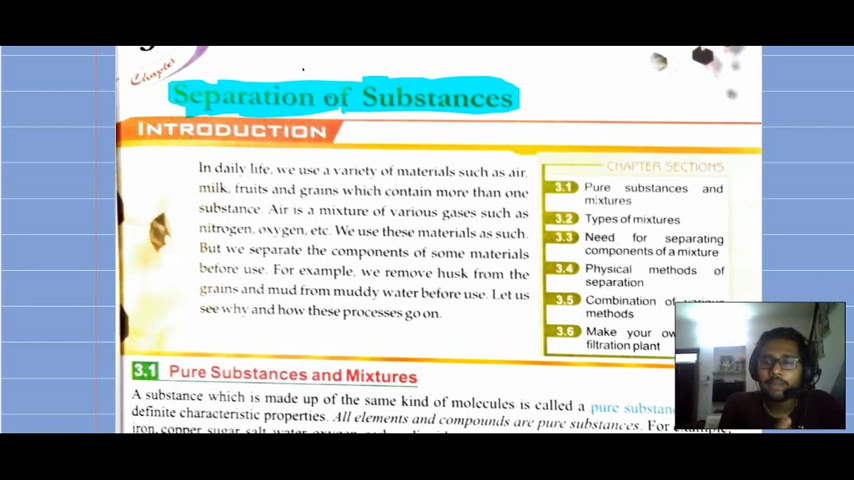 Chapter
Separation of Substances
INTRODUCTION
In daily life, we use a variety of materials such as air,
milk, fruits and grains which contain more than one
substance. Air is a mixture of various gases such as
nitrogen, oxygen, etc. We use these materials as such.
But we separate the components of some materials
before use. For example, we remove husk from the
grains and mud from muddy water before use. Let us
see why and how these processes go on.
CHAPTER SECTIONS
3.1 Pure substances and
mixtures
3.2 Types of mixtures
3.3 Need for separating
components of a mixture
3.4 Physical methods of
separation
3.5 Combination of various
methods
3.6 Make your
filtration plant
3.1 Pure Substances and Mixtures
A substance which is made up of the same kind of molecules is called a pure
definite characteristic properties. All elements and compounds are pure substances. For
iron, copper, sugar, salt, water, oxygen,